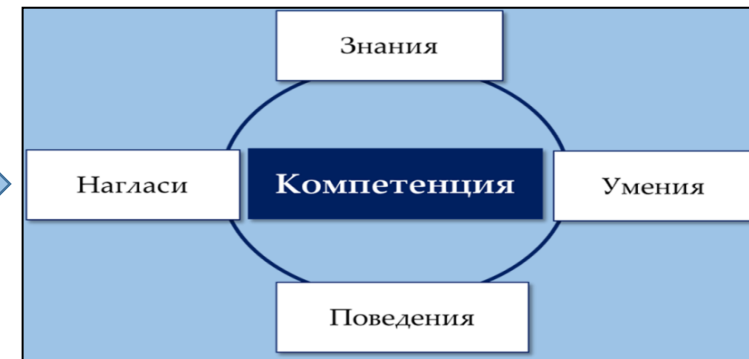 Знания
Нагласи
Компетенция
Умения
Поведения